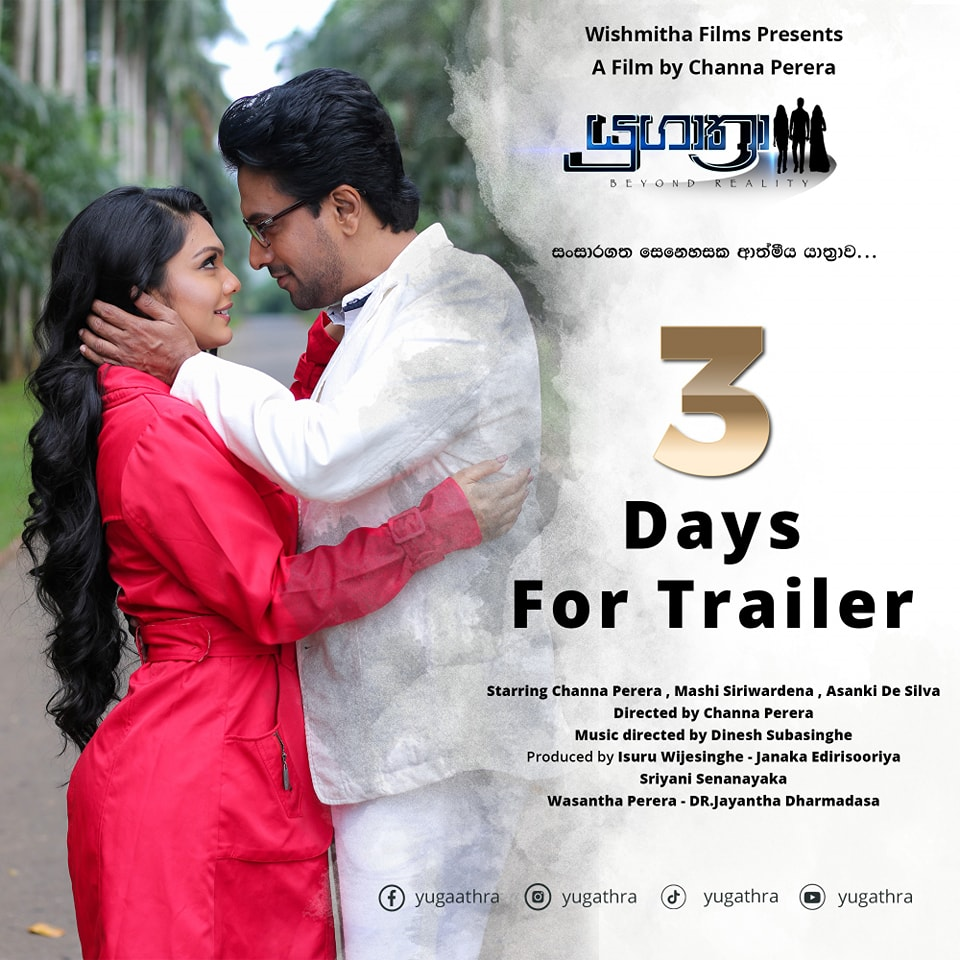 Wishmitha Films Presents
A Film by Channa Perera
යුගාත්‍රා
BEYOND REALITY
සංසාරගත සෙනෙහසක ආත්මීය යාත්‍රාව...
3
Days
For Trailer
Starring Channa Perera , Mashi Siriwardena , Asanki De Silva
Directed by Channa Perera
Music directed by Dinesh Subasinghe
Produced by Isuru Wijesinghe - Janaka Edirisooriya
Sriyani Senanayaka
Wasantha Perera - DR.Jayantha Dharmadasa
yugaathra yugathra yugathra yugathra